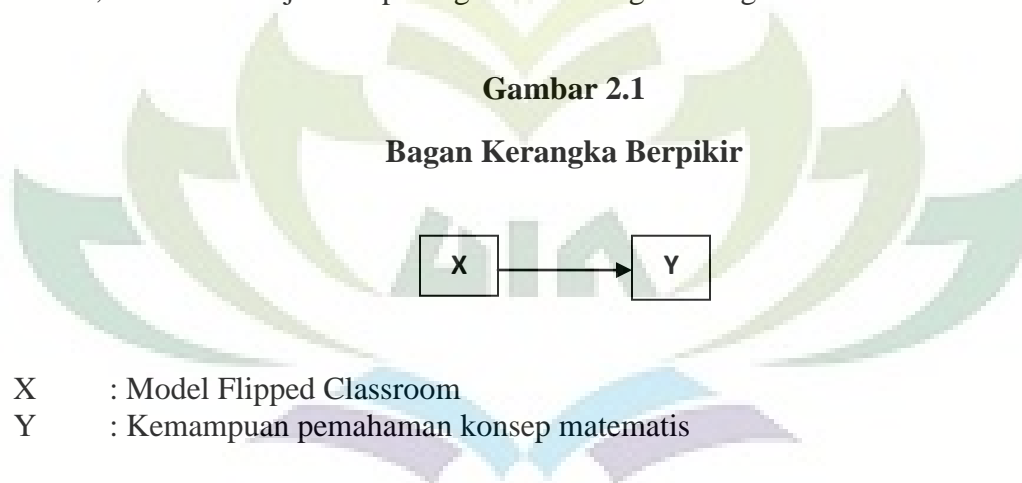 Gambar 2.1
Bagan Kerangka Berpikir
X Y
X : Model Flipped Classroom
Y : Kemampuan pemahaman konsep matematis